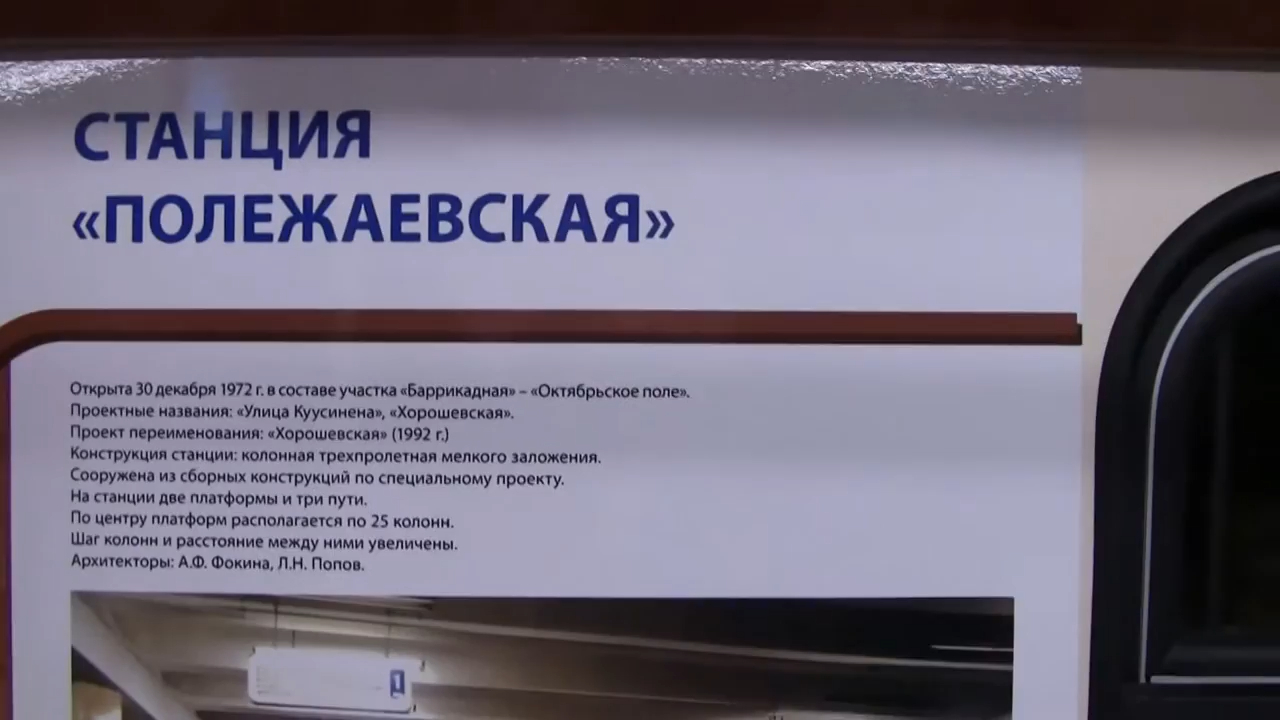 СТАНЦИЯ
«ПОЛЕЖАЕВСКАЯ»
Открыта 30 декабря 1972 г. в составе участка «Баррикадная» – «Октябрьское поле».
Проектные названия: «Улица Куусинена», «Хорошевская».
Проект переименования: «Хорошевская» (1992 г.)
Конструкция станции: колонная трехпролетная мелкого заложения.
Сооружена из сборных конструкций по специальному проекту.
На станции две платформы и три пути.
По центру платформ располагается по 25 колонн.
Шаг колонн и расстояние между ними увеличены.
Архитекторы: А.Ф. Фокина, Л.Н. Попов.
1